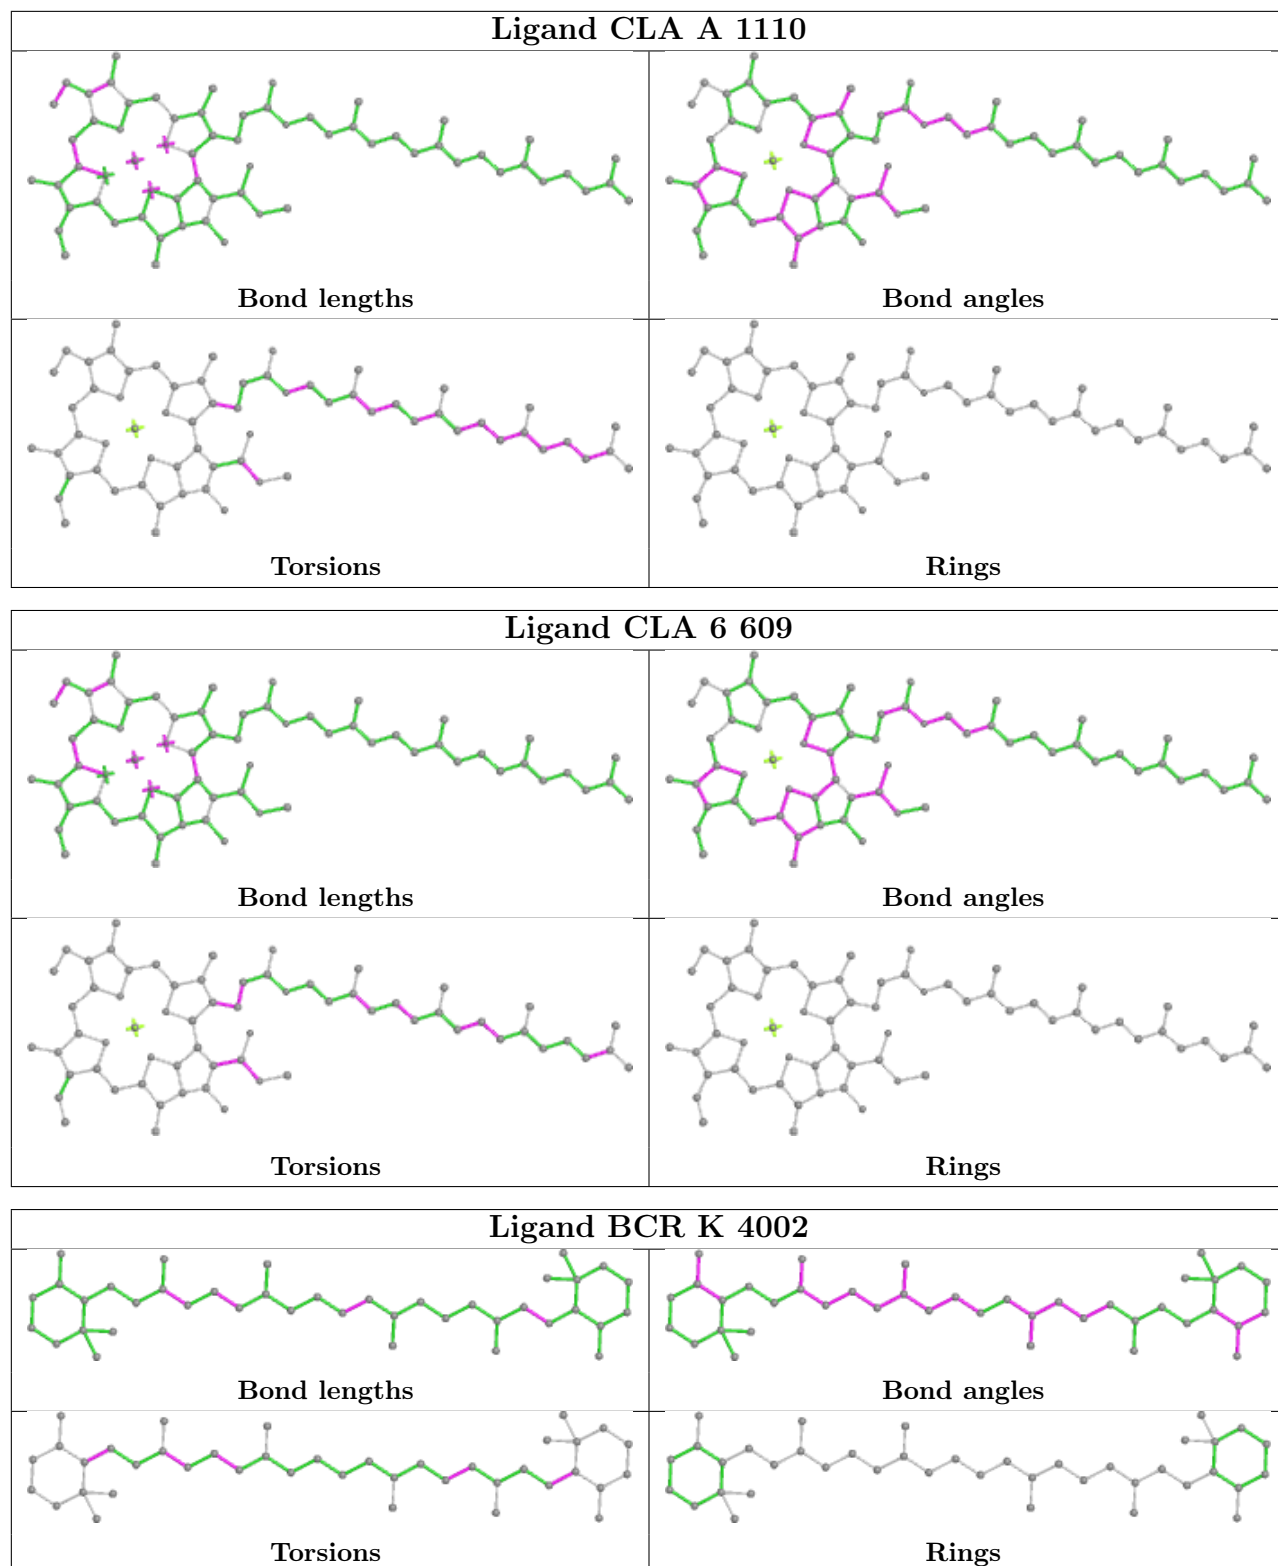 Ligand CLA A 1110
Bond lengths
Bond angles
Torsions
Rings
Ligand CLA 6 609
Bond lengths
Bond angles
Torsions
Rings
Ligand BCR K 4002
Bond lengths
Bond angles
Torsions
Rings